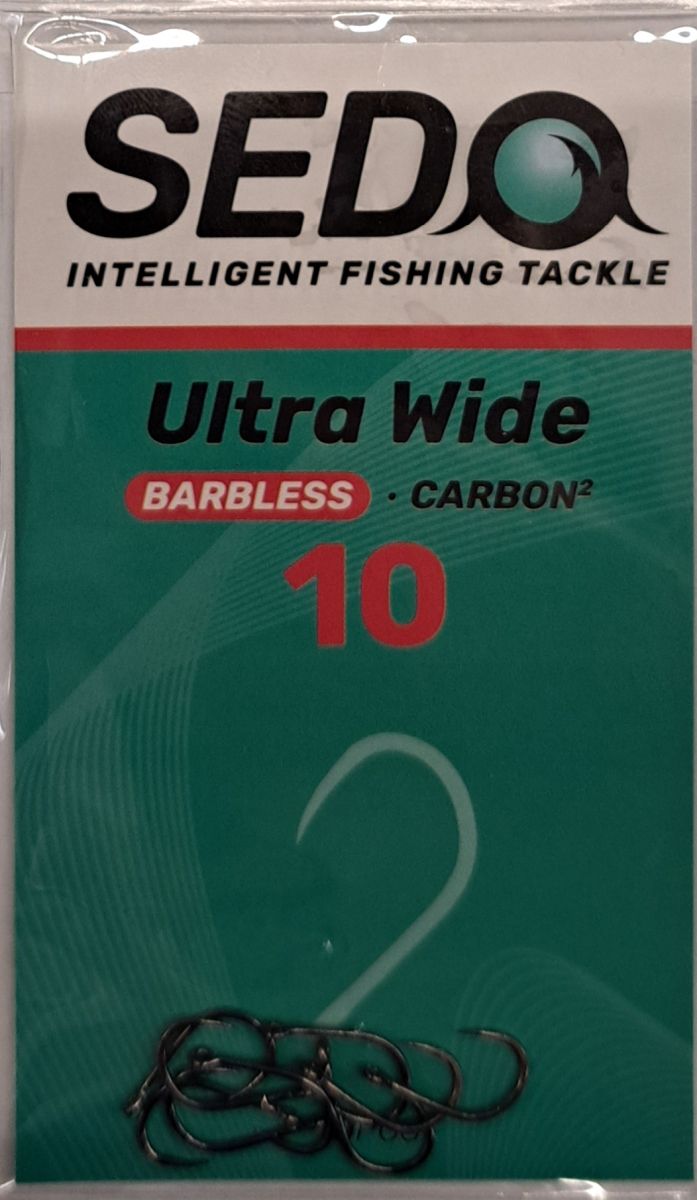 SEDO
INTELLIGENT FISHING TACKLE
Ultra Wide
BARBLESS · CARBON²
10